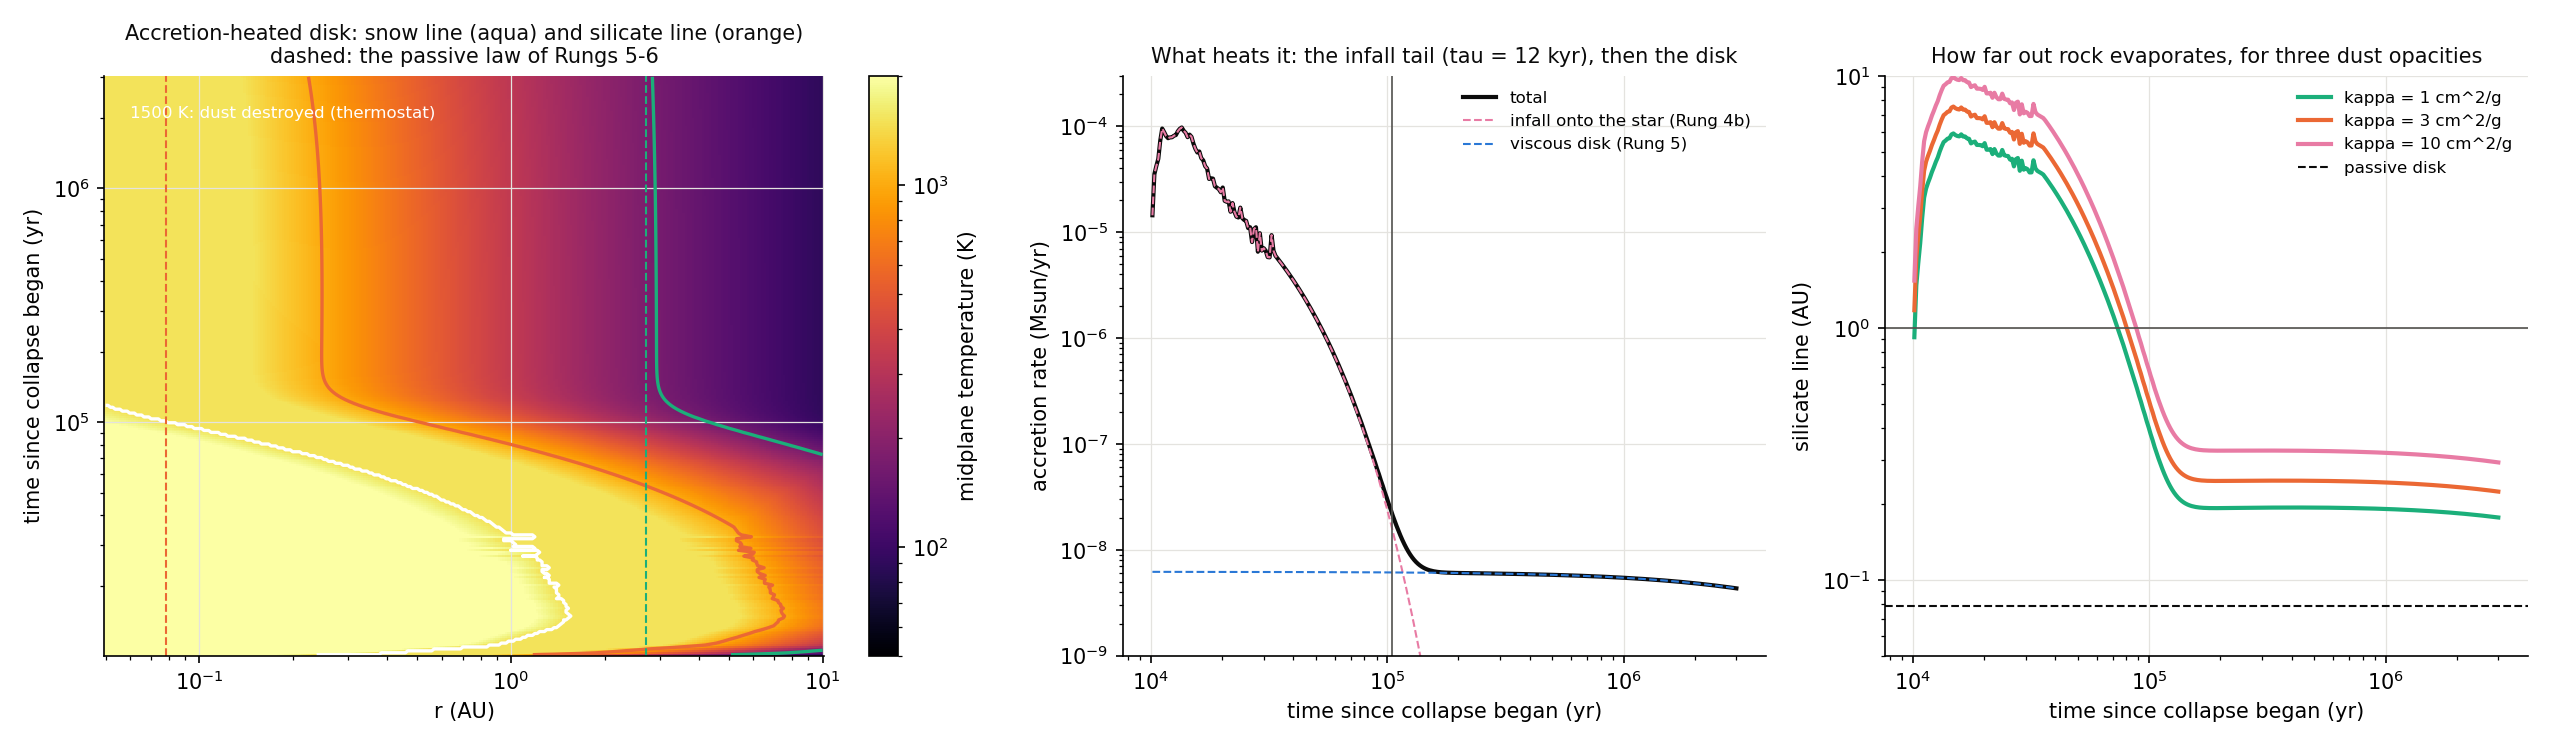 Accretion-heated disk: snow line (aqua) and silicate line (orange)
dashed: the passive law of Rungs 5-6
1500 K: dust destroyed (thermostat)
time since collapse began (yr)
10^6
10^5
10^-1
10^0
10^1
r (AU)
10^3
10^2
midplane temperature (K)
What heats it: the infall tail (tau = 12 kyr), then the disk
total
infall onto the star (Rung 4b)
viscous disk (Rung 5)
accretion rate (Msun/yr)
10^-4
10^-5
10^-6
10^-7
10^-8
10^-9
10^4
10^5
10^6
time since collapse began (yr)
How far out rock evaporates, for three dust opacities
kappa = 1 cm^2/g
kappa = 3 cm^2/g
kappa = 10 cm^2/g
passive disk
silicate line (AU)
10^1
10^0
10^-1
10^4
10^5
10^6
time since collapse began (yr)